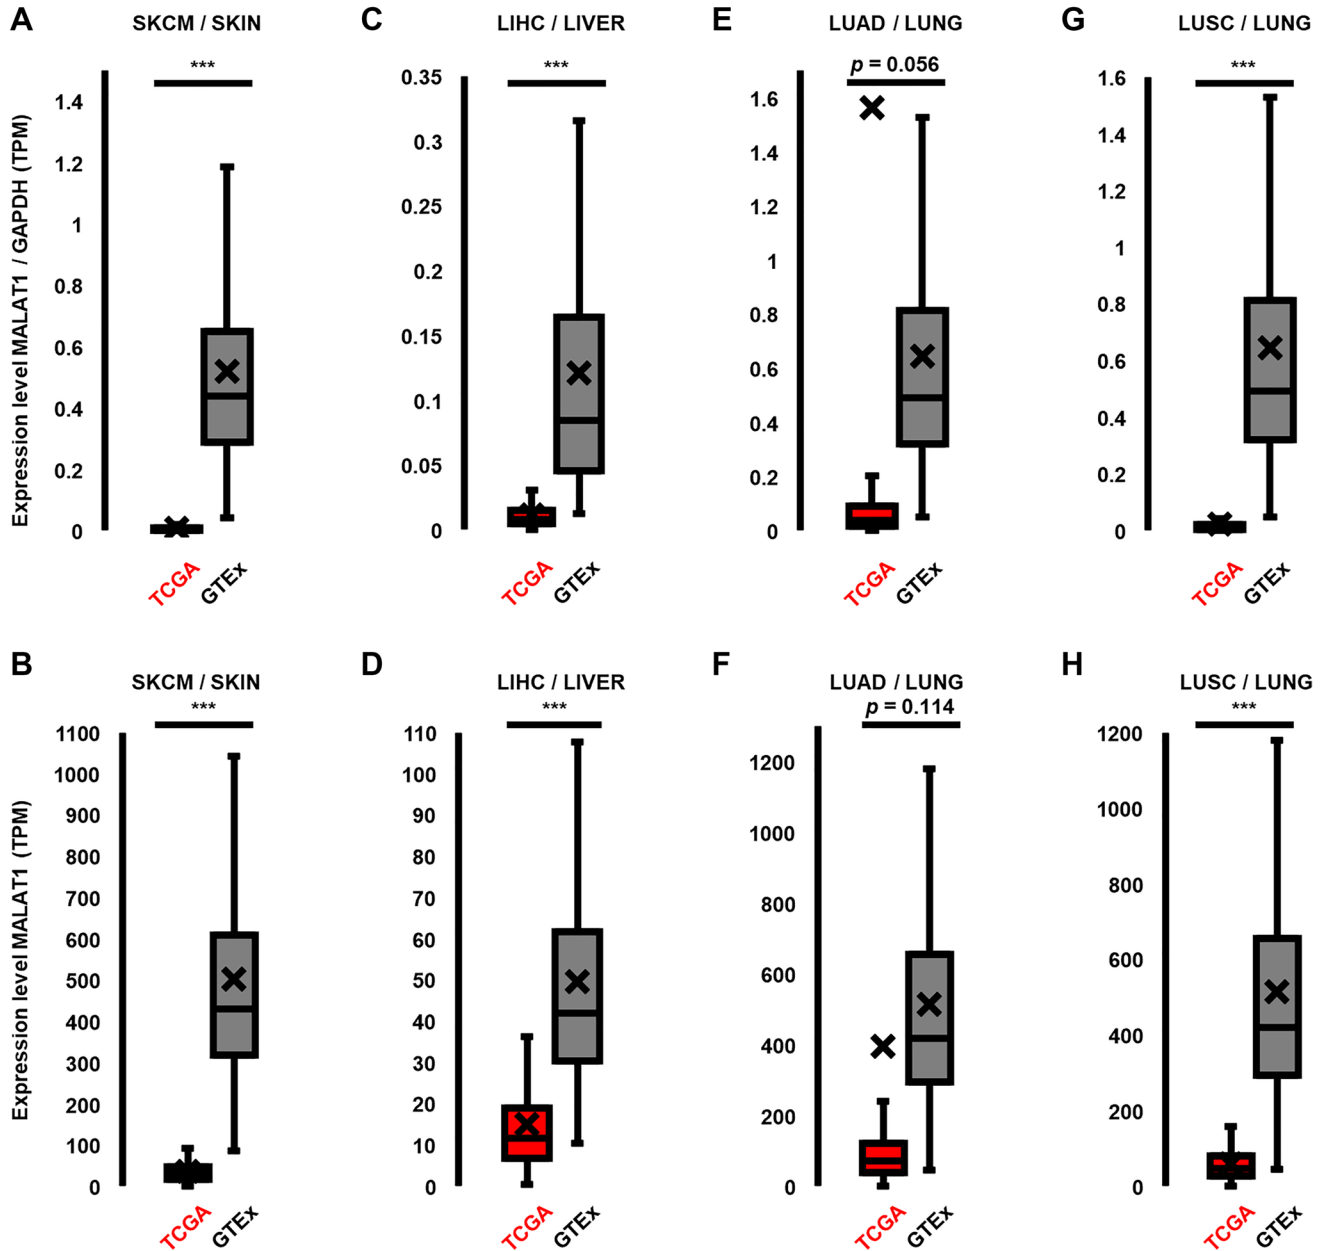 A
SKCM / SKIN
***
Expression level MALAT1 / GAPDH (TPM)
1.4
1.2
1
0.8
0.6
0.4
0.2
0
TCGA
GTEx
C
LIHC / LIVER
***
0.35
0.3
0.25
0.2
0.15
0.1
0.05
0
TCGA
GTEx
E
LUAD / LUNG
p = 0.056
1.6
1.4
1.2
1
0.8
0.6
0.4
0.2
0
TCGA
GTEx
G
LUSC / LUNG
***
1.6
1.4
1.2
1
0.8
0.6
0.4
0.2
0
TCGA
GTEx
B
SKCM / SKIN
***
Expression level MALAT1 (TPM)
1100
1000
900
800
700
600
500
400
300
200
100
0
TCGA
GTEx
D
LIHC / LIVER
***
110
100
90
80
70
60
50
40
30
20
10
0
TCGA
GTEx
F
LUAD / LUNG
p = 0.114
1200
1000
800
600
400
200
0
TCGA
GTEx
H
LUSC / LUNG
***
1200
1000
800
600
400
200
0
TCGA
GTEx